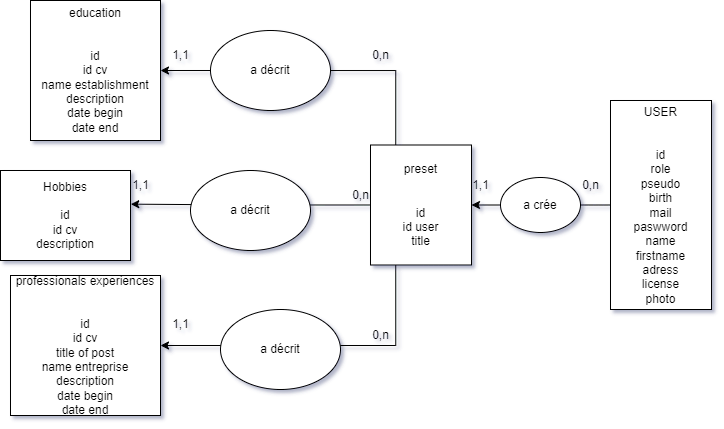 education
id
id cv
name establishment
description
date begin
date end
1,1
a décrit
0,n
Hobbies
id
id cv
description
1,1
a décrit
0,n
professionals experiences
id
id cv
title of post
name entreprise
description
date begin
date end
1,1
a décrit
0,n
preset
id
id user
title
1,1
a crée
0,n
USER
id
role
pseudo
birth
mail
paswword
name
firstname
adress
license
photo